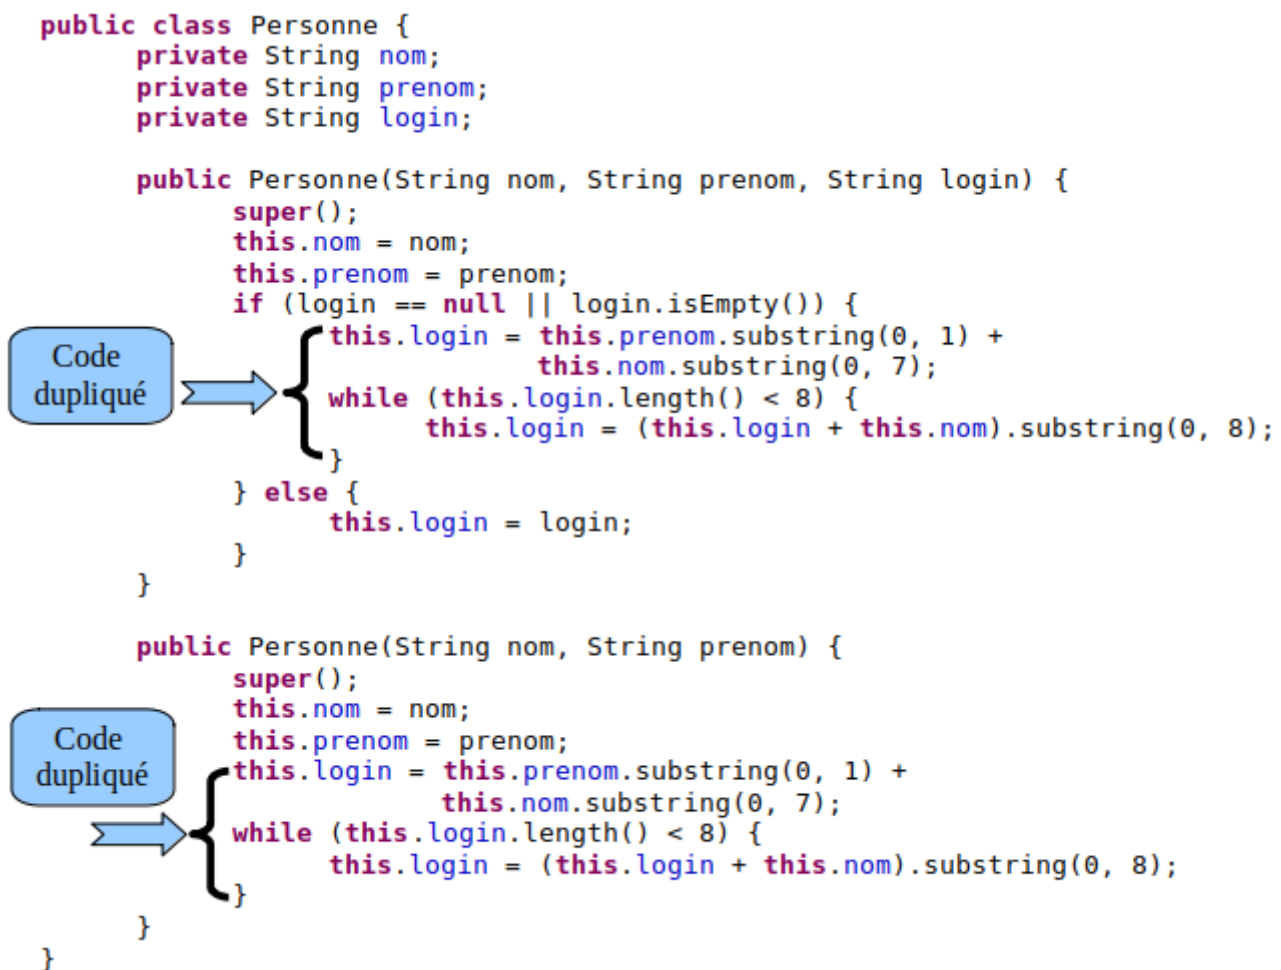 public class Personne {
private String nom;
private String prenom;
private String login;
public Personne(String nom, String prenom, String login) {
super();
this.nom = nom;
this.prenom = prenom;
if (login == null || login.isEmpty()) {
this.login = this.prenom.substring(0, 1) +
this.nom.substring(0, 7);
while (this.login.length() < 8) {
this.login = (this.login + this.nom).substring(0, 8);
}
Code
dupliqué
} else {
this.login = login;
}
}
public Personne(String nom, String prenom) {
super();
this.nom = nom;
this.prenom = prenom;
this.login = this.prenom.substring(0, 1) +
this.nom.substring(0, 7);
while (this.login.length() < 8) {
this.login = (this.login + this.nom).substring(0, 8);
}
Code
dupliqué
}
}